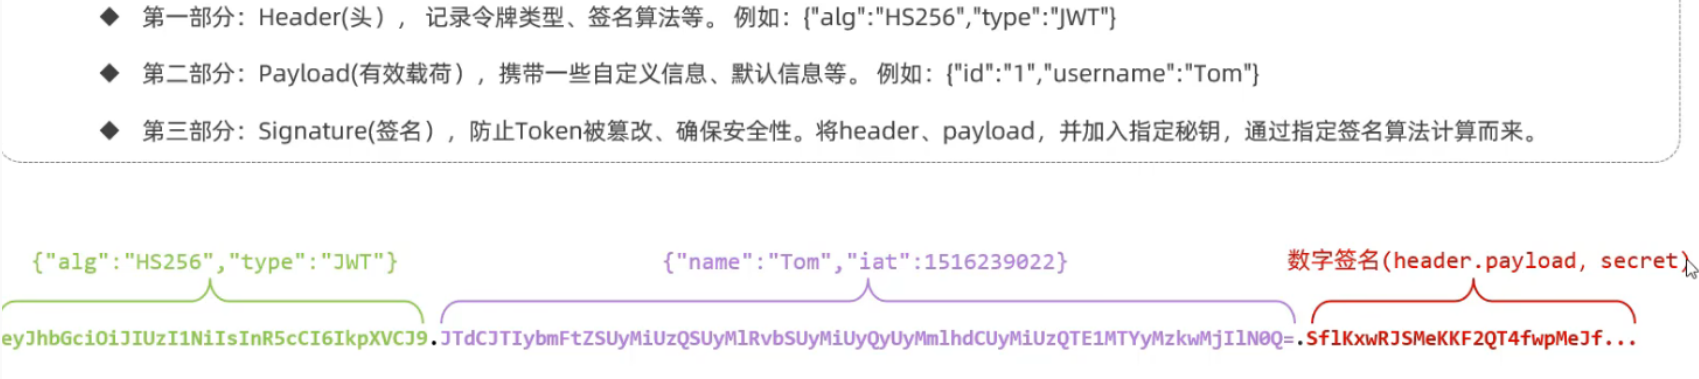 ◆ 第一部分：Header(头）， 记录令牌类型、签名算法等。 例如：{"alg":"HS256","type":"JWT"}
◆ 第二部分：Payload(有效载荷），携带一些自定义信息、默认信息等。 例如：{"id":"1","username":"Tom"}
◆ 第三部分：Signature(签名），防止Token被篡改、确保安全性。将header、payload，并加入指定秘钥，通过指定签名算法计算而来。
{"alg":"HS256","type":"JWT"} {"name":"Tom","iat":1516239022} 数字签名(header.payload, secret)
eyJhbGciOiJIUzI1NiIsInR5cCI6IkpXVCJ9.JTdCJTIybmFtZSUyMiUzQSUyMlRvbSUyMiUyQyUyMmlhdCUyMiUzQTE1MTYyMzkwMjIlN0Q=.SflKxwRJSMeKKF2QT4fwpMeJf...